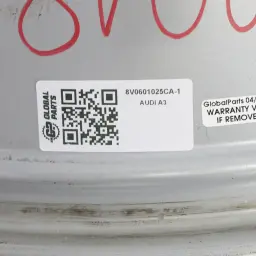 GLOBAL
PARTS
8V0601025CA-1
AUDI A3
GlobalParts 04/
WARRANTY V
IF REMOVE